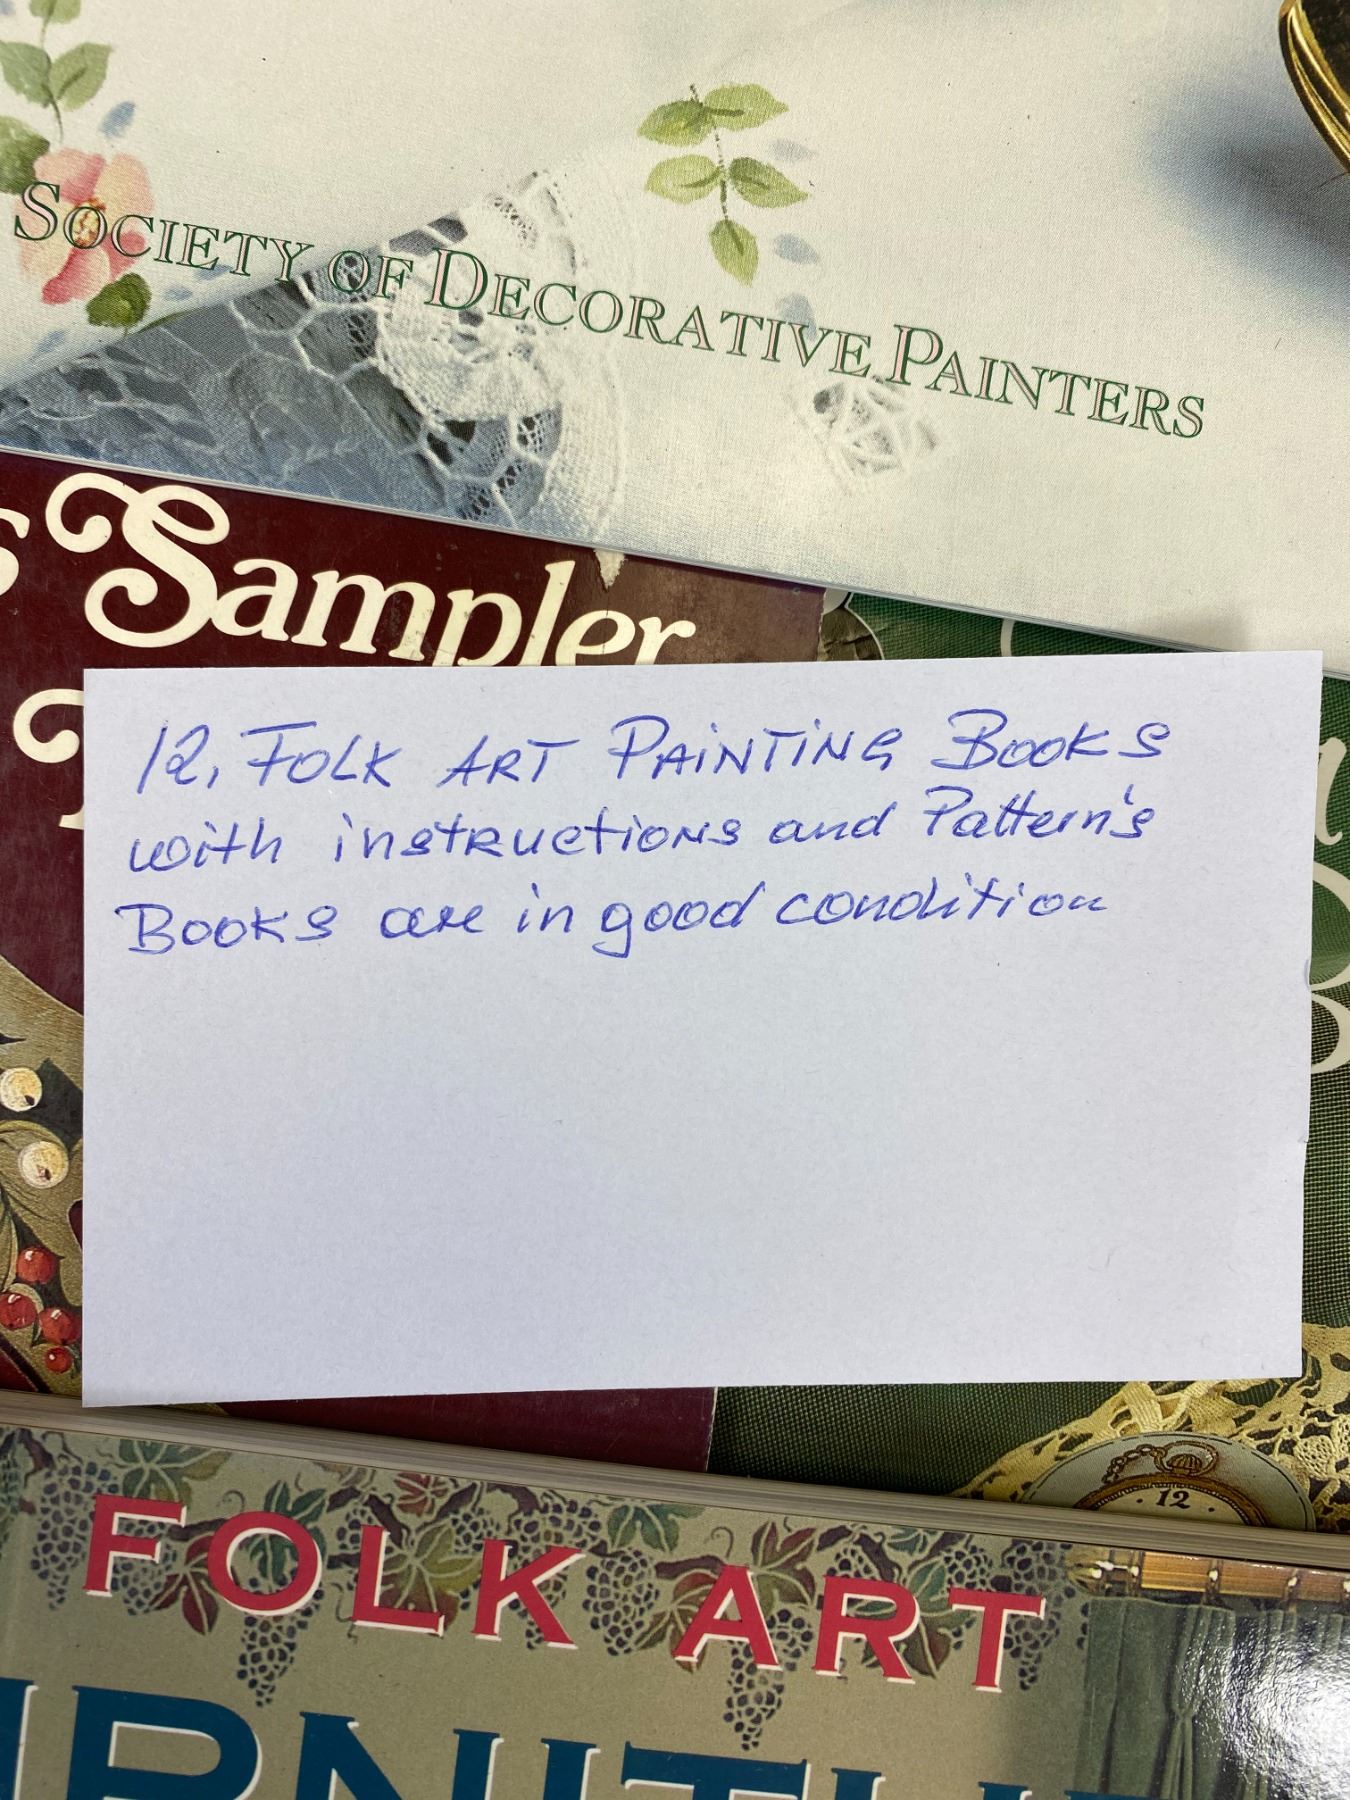 SOCIETY OF DECORATIVE PAINTERS
s Sampler
12, FOLK ART PAINTING BOOKS
with instructions and Pattern's
Books are in good condition
12
FOLK ART